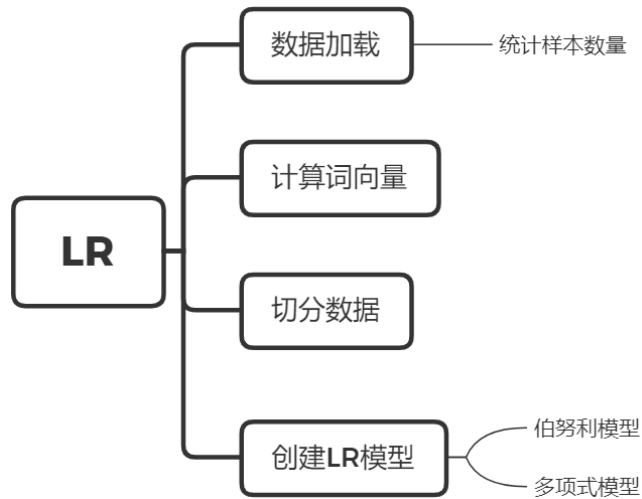 LR
数据加载
统计样本数量
计算词向量
切分数据
创建LR模型
伯努利模型
多项式模型